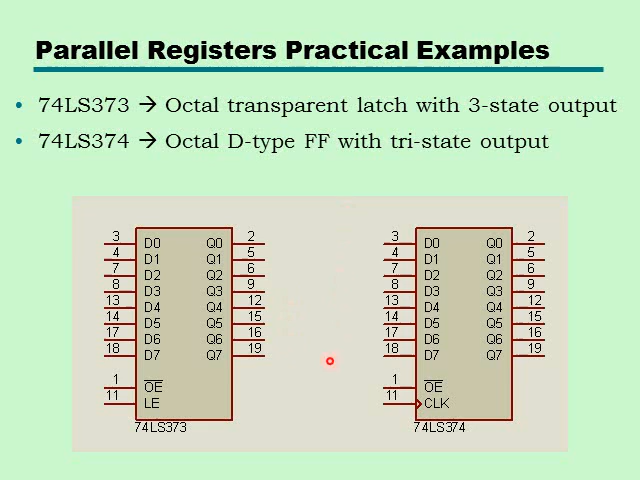 Parallel Registers Practical Examples
• 74LS373 → Octal transparent latch with 3-state output
• 74LS374 → Octal D-type FF with tri-state output
3 D0 Q0 2
4 D1 Q1 5
7 D2 Q2 6
8 D3 Q3 9
13 D4 Q4 12
14 D5 Q5 15
17 D6 Q6 16
18 D7 Q7 19
1 OE
11 LE
74LS373
3 D0 Q0 2
4 D1 Q1 5
7 D2 Q2 6
8 D3 Q3 9
13 D4 Q4 12
14 D5 Q5 15
17 D6 Q6 16
18 D7 Q7 19
1 OE
11 CLK
74LS374